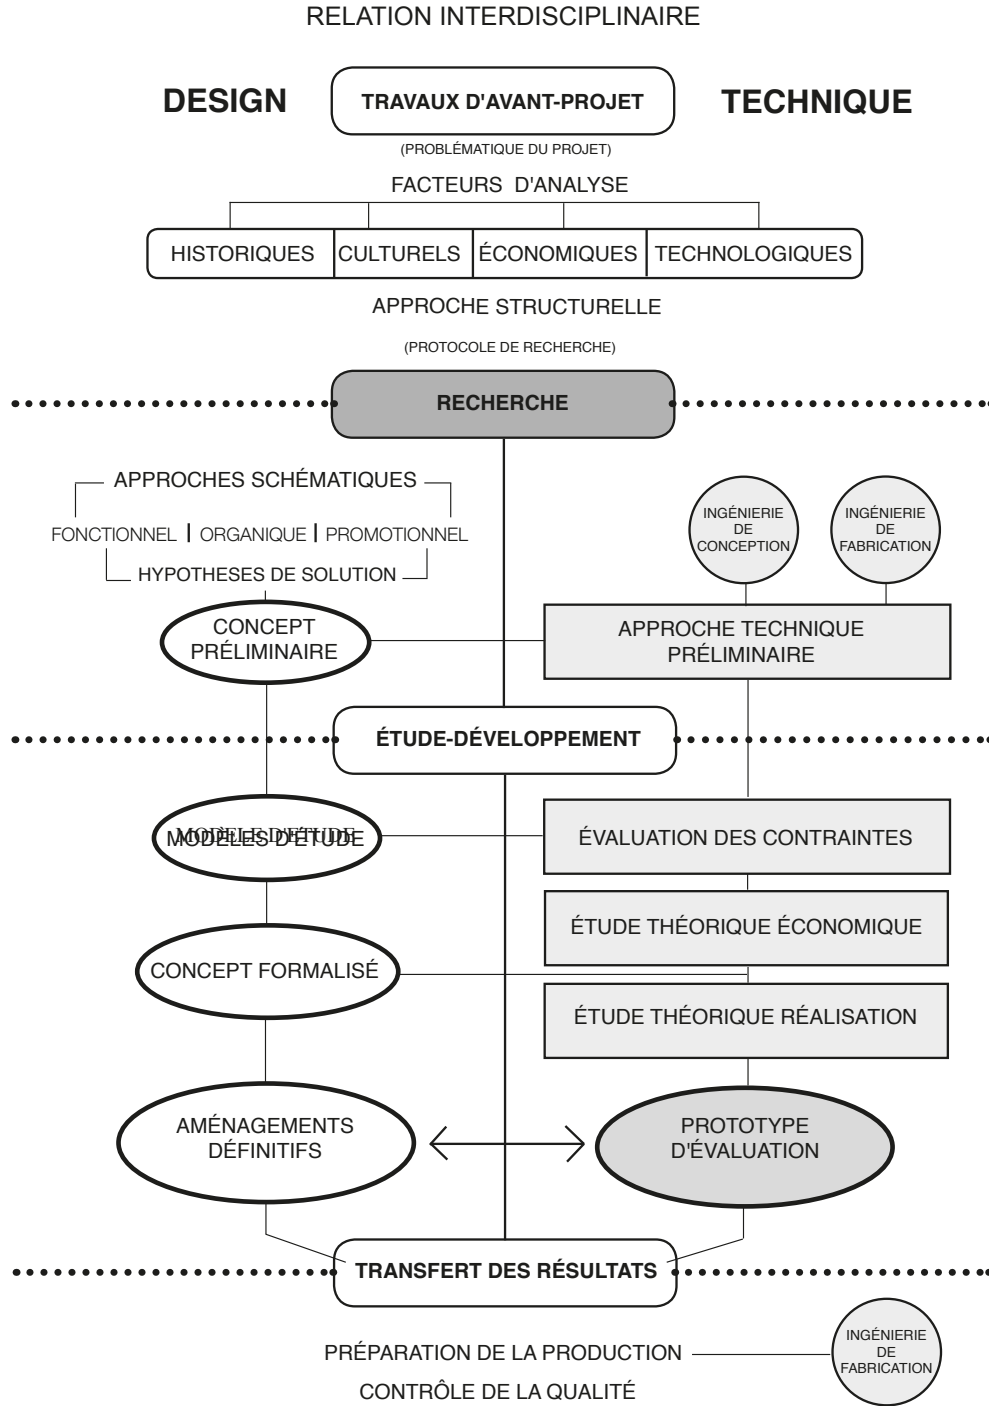 RELATION INTERDISCIPLINAIRE
DESIGN
TRAVAUX D'AVANT-PROJET
TECHNIQUE
(PROBLÉMATIQUE DU PROJET)
FACTEURS D'ANALYSE
HISTORIQUES
CULTURELS
ÉCONOMIQUES
TECHNOLOGIQUES
APPROCHE STRUCTURELLE
(PROTOCOLE DE RECHERCHE)
RECHERCHE
APPROCHES SCHÉMATIQUES
FONCTIONNEL | ORGANIQUE | PROMOTIONNEL
HYPOTHESES DE SOLUTION
INGÉNIERIE
DE
CONCEPTION
INGÉNIERIE
DE
FABRICATION
CONCEPT
PRÉLIMINAIRE
APPROCHE TECHNIQUE
PRÉLIMINAIRE
ÉTUDE-DÉVELOPPEMENT
MODÈLES D'ÉTUDE
MODELE D'ETUDE
ÉVALUATION DES CONTRAINTES
ÉTUDE THÉORIQUE ÉCONOMIQUE
CONCEPT FORMALISÉ
ÉTUDE THÉORIQUE RÉALISATION
AMÉNAGEMENTS
DÉFINITIFS
PROTOTYPE
D'ÉVALUATION
TRANSFERT DES RÉSULTATS
PRÉPARATION DE LA PRODUCTION
INGÉNIERIE
DE
FABRICATION
CONTRÔLE DE LA QUALITÉ